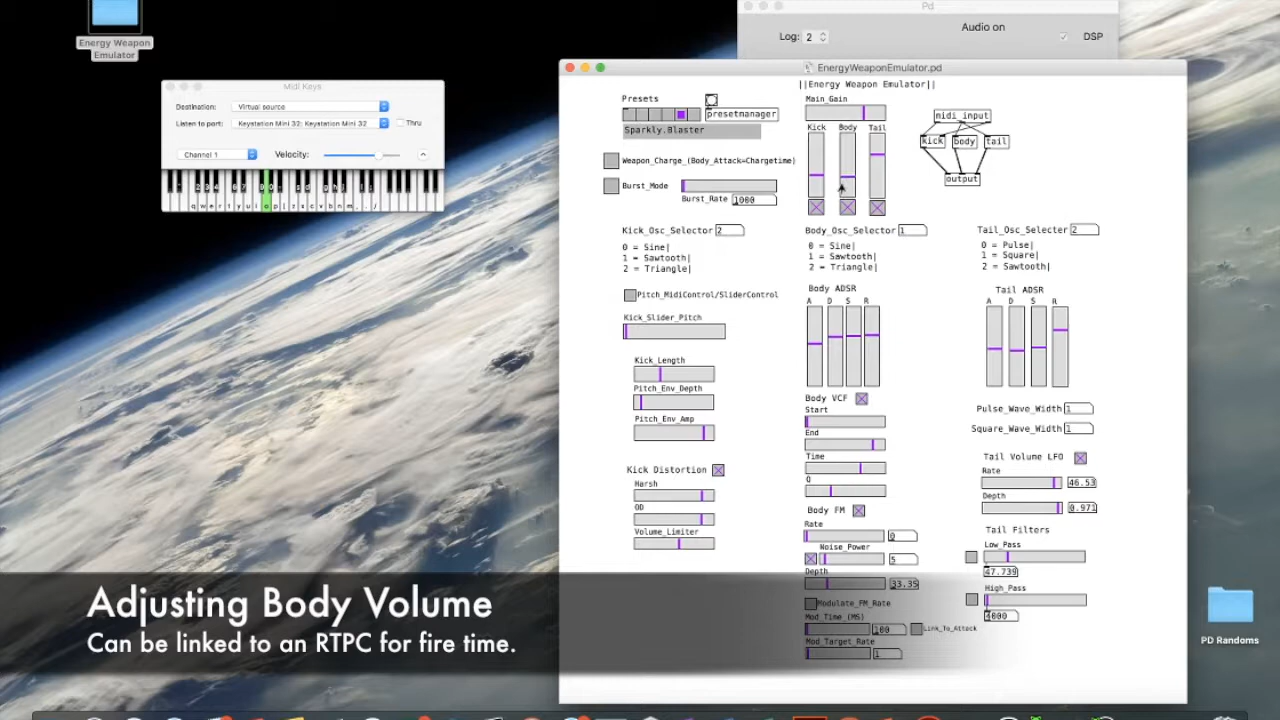 Energy Weapon
Emulator
Pd
Audio on
Log: 2
DSP
Midi Keys
Destination: Virtual source
Listen to port: Keystation Mini 32: Keystation Mini 32 Thru
Channel 1 Velocity:
q w e r t y u i o p [
z x c v b n m , . /
EnergyWeaponEmulator.pd
||Energy Weapon Emulator||
Presets
presetmanager
Sparkly.Blaster
Weapon_Charge_(Body_Attack=Chargetime)
Burst_Mode
Burst_Rate 1000
Main_Gain
Kick Body Tail
midi_input
kick body tail
output
Kick_Osc_Selector 2
0 = Sine|
1 = Sawtooth|
2 = Triangle|
Pitch_MidiControl/SliderControl
Kick_Slider_Pitch
Kick_Length
Pitch_Env_Depth
Pitch_Env_Amp
Kick Distortion
Harsh
OD
Volume_Limiter
Body_Osc_Selector 1
0 = Sine|
1 = Sawtooth|
2 = Triangle|
Body ADSR
A D S R
Body VCF
Start
End
Time
Q
Body FM
Rate
0
Noise_Power
5
Depth
33.35
Modulate_FM_Rate
Mod_Time_(MS)
100 Link_To_Attack
Mod_Target_Rate
1
Tail_Osc_Selecter 2
0 = Pulse|
1 = Square|
2 = Sawtooth|
Tail ADSR
A D S R
Pulse_Wave_Width 1
Square_Wave_Width 1
Tail Volume LFO
Rate
46.53
Depth
0.971
Tail Filters
Low_Pass
47.739
High_Pass
4000
Adjusting Body Volume
Can be linked to an RTPC for fire time.
PD Randoms